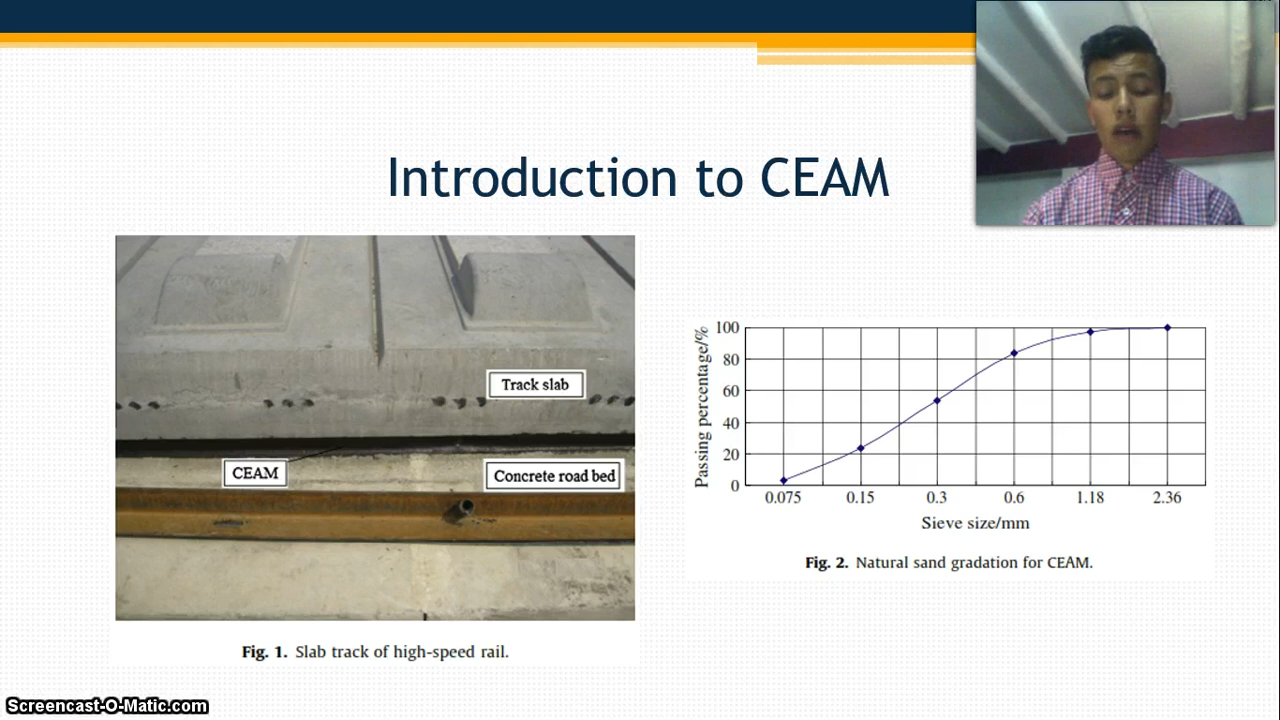 Introduction to CEAM
Track slab
CEAM
Concrete road bed
Fig. 1. Slab track of high-speed rail.
Passing percentage/%
100
80
60
40
20
0
0.075 0.15 0.3 0.6 1.18 2.36
Sieve size/mm
Fig. 2. Natural sand gradation for CEAM.
Screencast-O-Matic.com